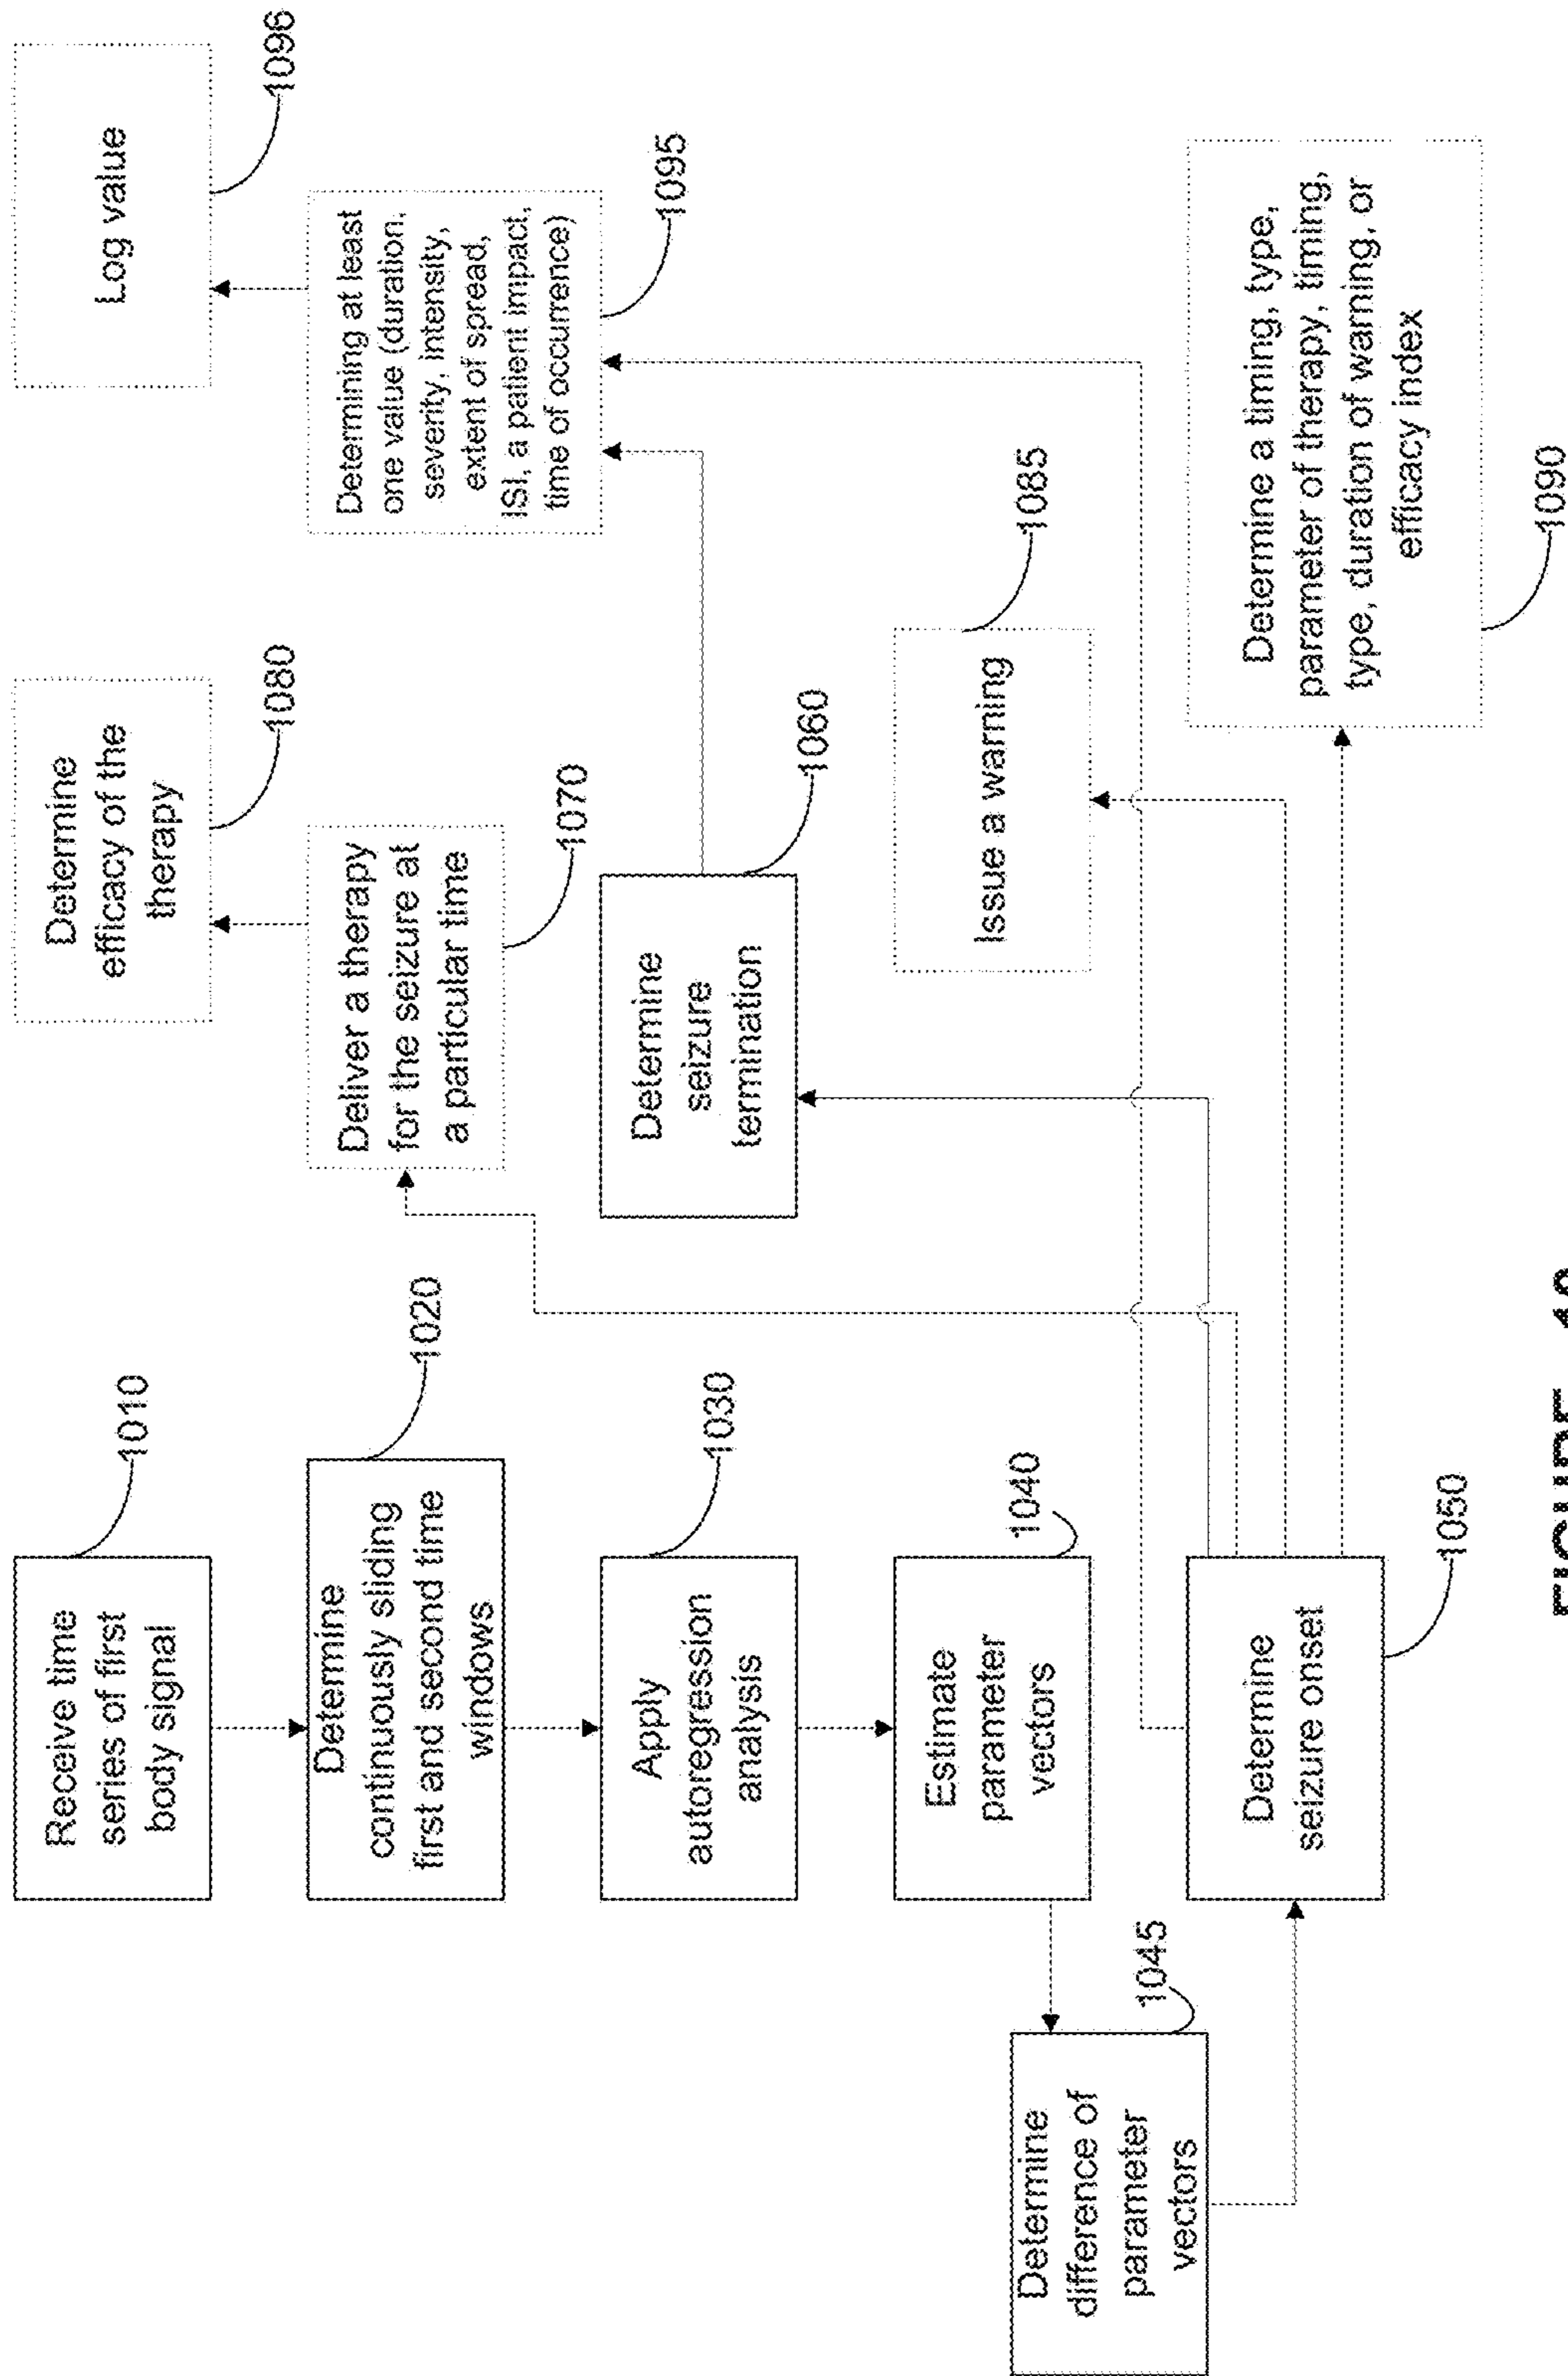 Receive time
series of first
body signal
1010
Determine
continuously sliding
first and second time
windows
1020
Apply
autoregression
analysis
1030
Estimate
parameter
vectors
1040
Determine
difference of
parameter
vectors
1045
Determine
seizure onset
1050
Determine
seizure
termination
1060
Deliver a therapy
for the seizure at
a particular time
1070
Determine
efficacy of the
therapy
1080
Issue a warning
1085
Determine a timing, type,
parameter of therapy, timing,
type, duration of warning, or
efficacy index
1090
Determining at least
one value (duration,
severity, intensity,
extent of spread,
ISI, a patient impact,
time of occurrence)
1095
Log value
1096
FIGURE